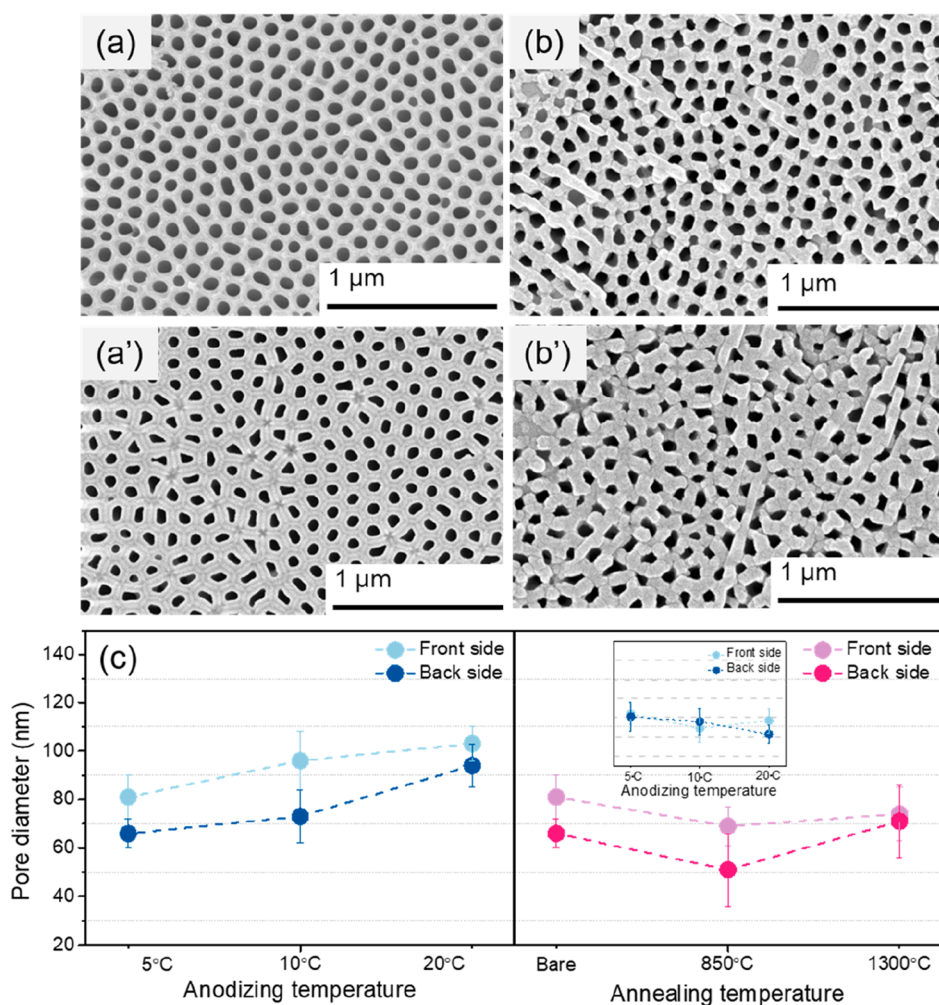 (a)
(b)
1 µm
1 µm
(a')
(b')
1 µm
1 µm
(c)
Front side
Back side
Front side
Back side
Front side
Back side
5°C
10°C
20°C
Anodizing temperature
Pore diameter (nm)
140
120
100
80
60
40
20
5°C
10°C
20°C
Anodizing temperature
Bare
850°C
1300°C
Annealing temperature